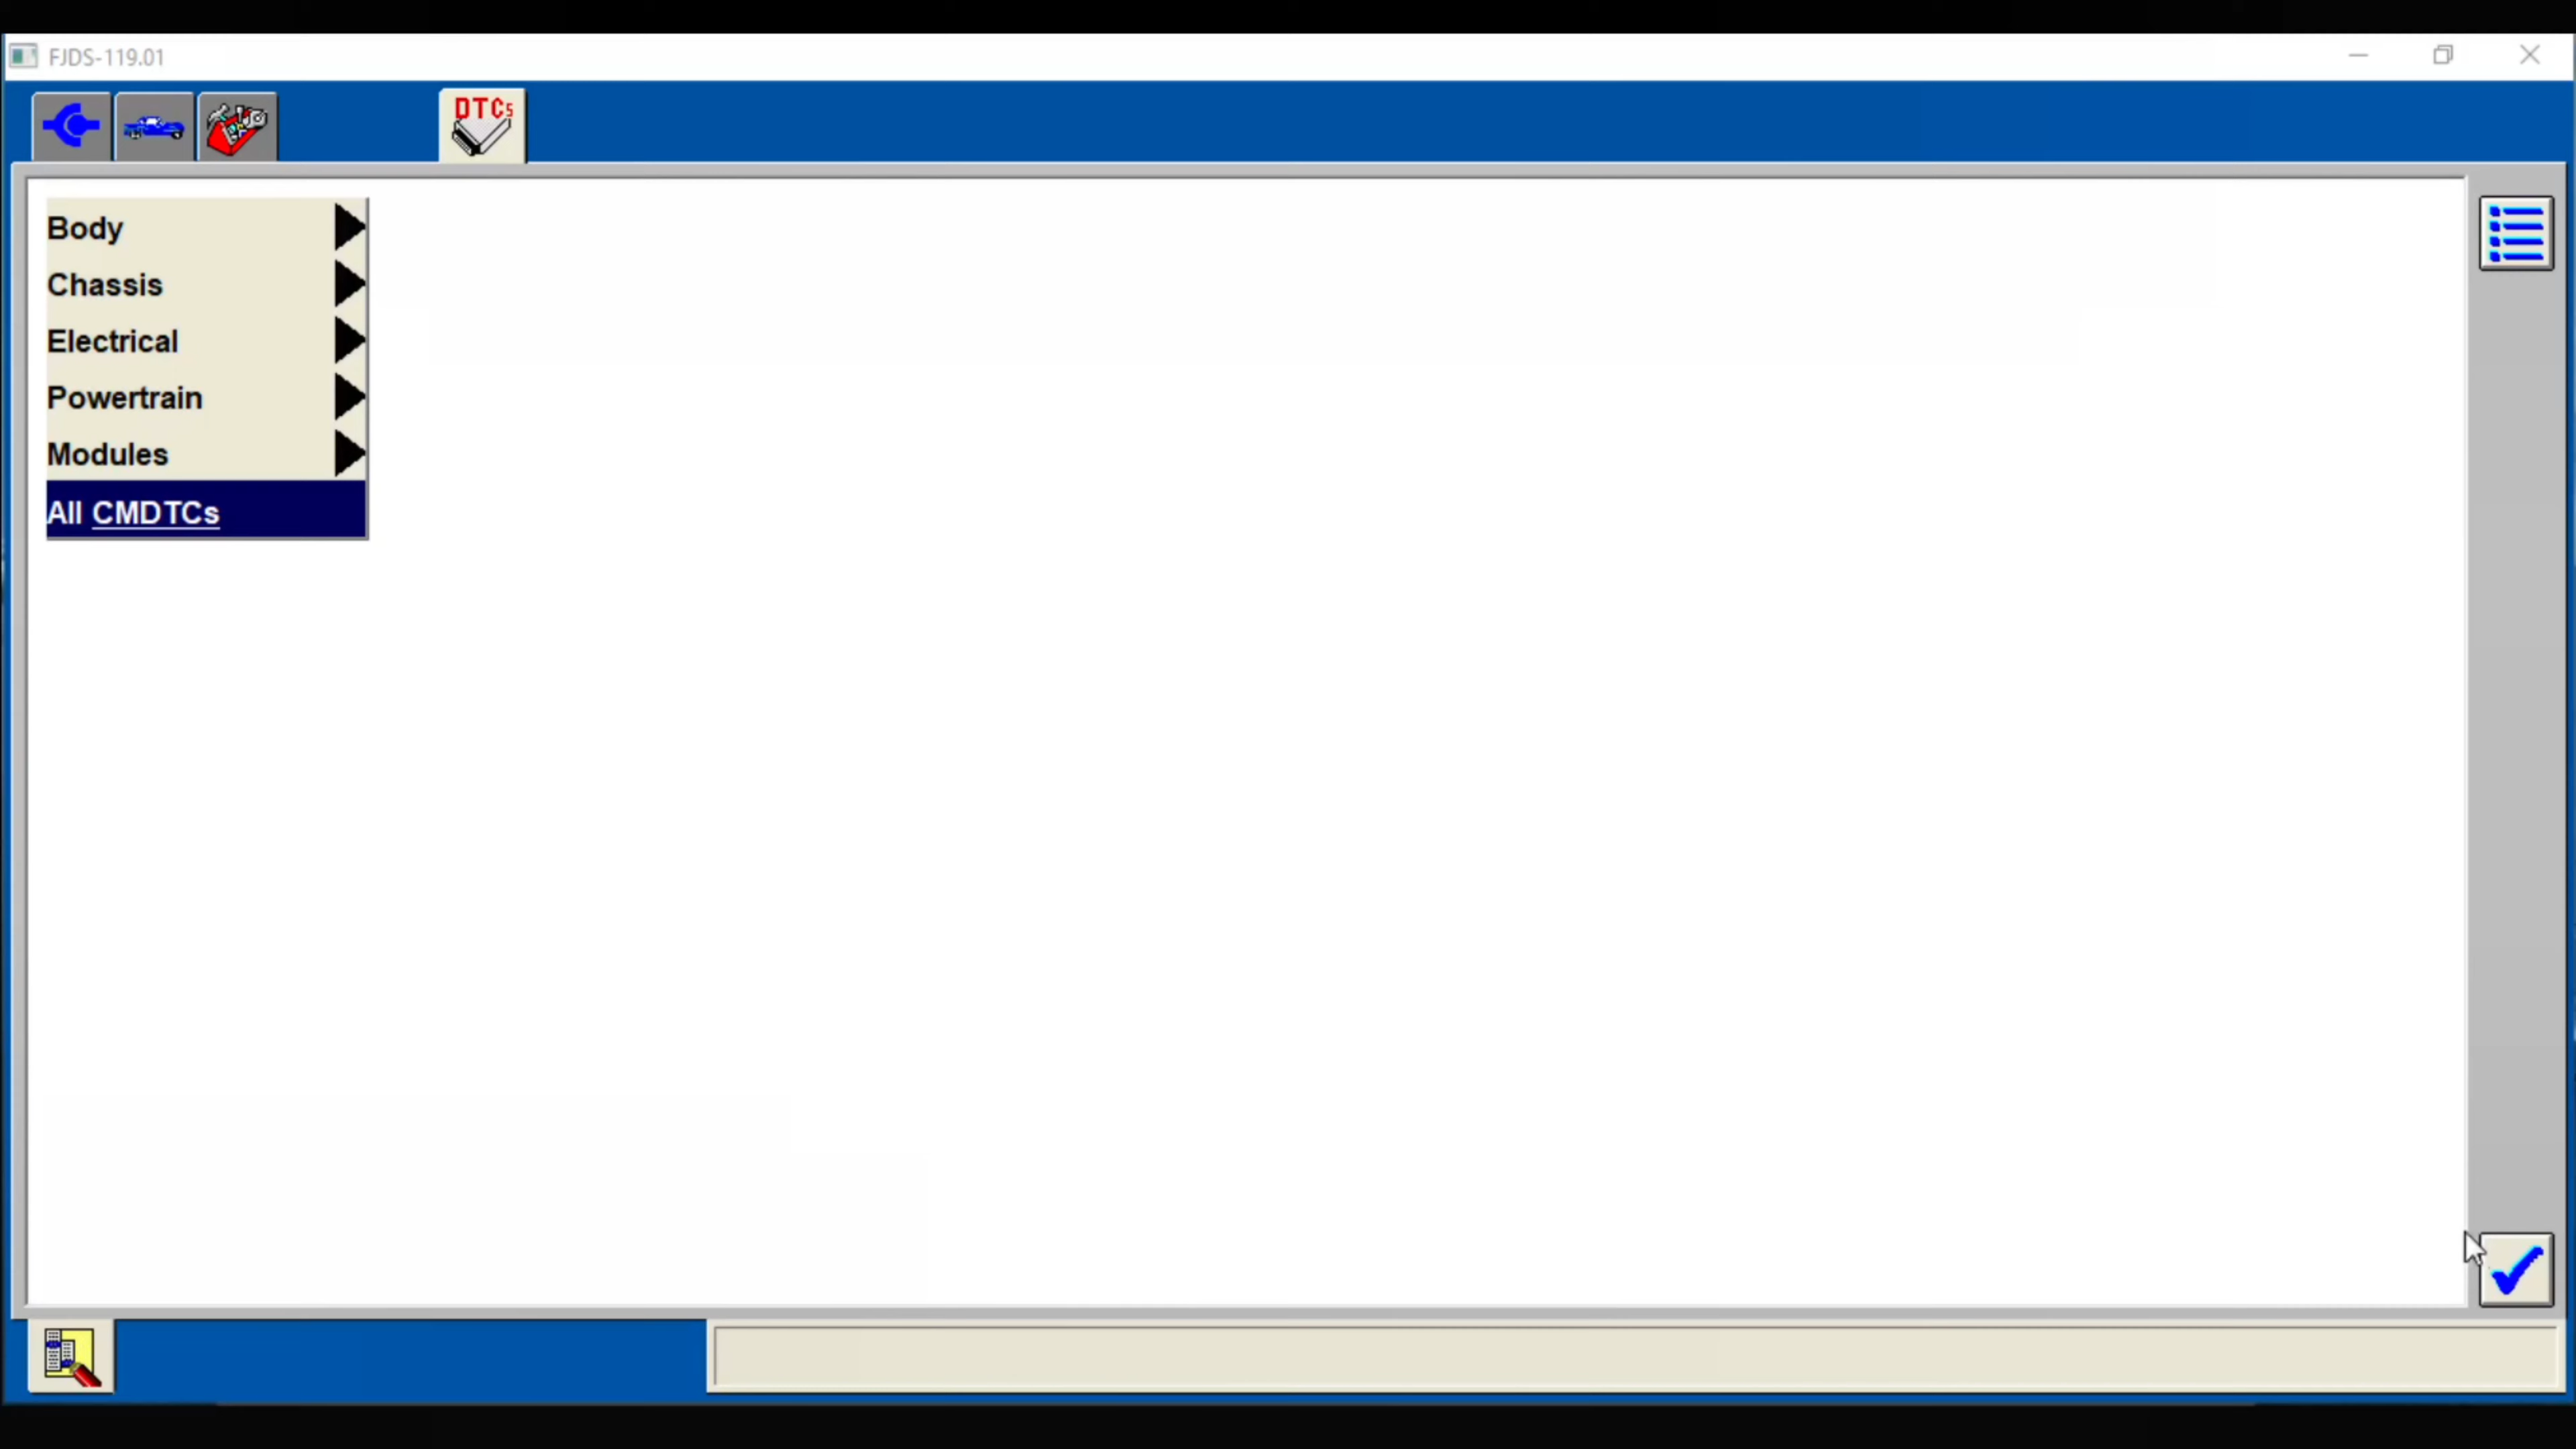 FJDS-119.01
DTCs
Body
Chassis
Electrical
Powertrain
Modules
All CMDTCs